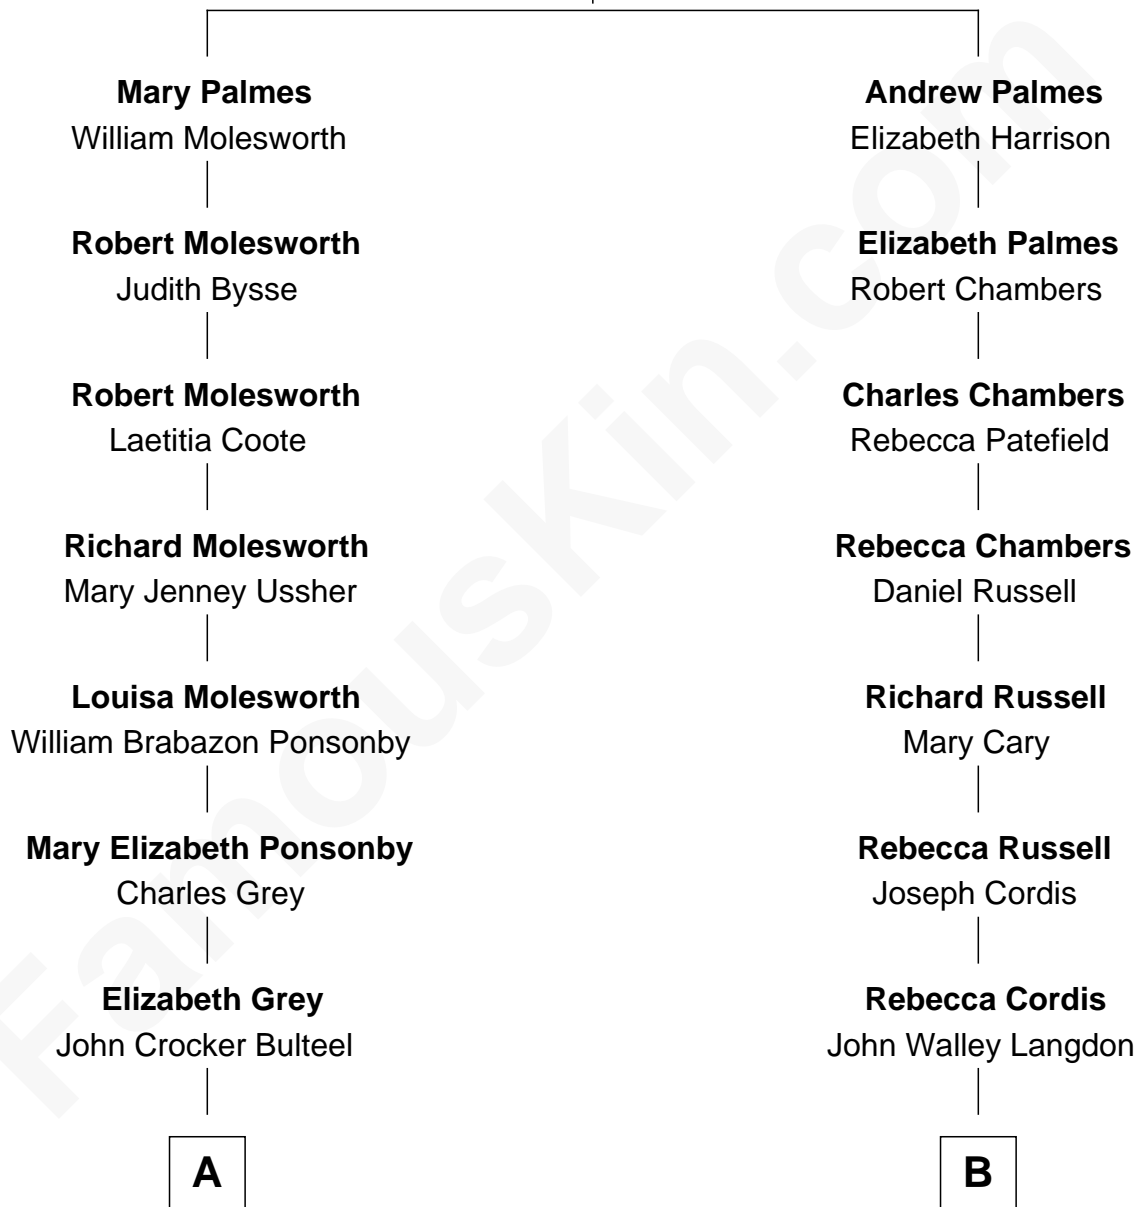 Mary Palmes
William Molesworth
Robert Molesworth
Judith Bysse
Robert Molesworth
Laetitia Coote
Richard Molesworth
Mary Jenney Ussher
Louisa Molesworth
William Brabazon Ponsonby
Mary Elizabeth Ponsonby
Charles Grey
Elizabeth Grey
John Crocker Bulteel
A
Andrew Palmes
Elizabeth Harrison
Elizabeth Palmes
Robert Chambers
Charles Chambers
Rebecca Patefield
Rebecca Chambers
Daniel Russell
Richard Russell
Mary Cary
Rebecca Russell
Joseph Cordis
Rebecca Cordis
John Walley Langdon
B
FamousKin.com